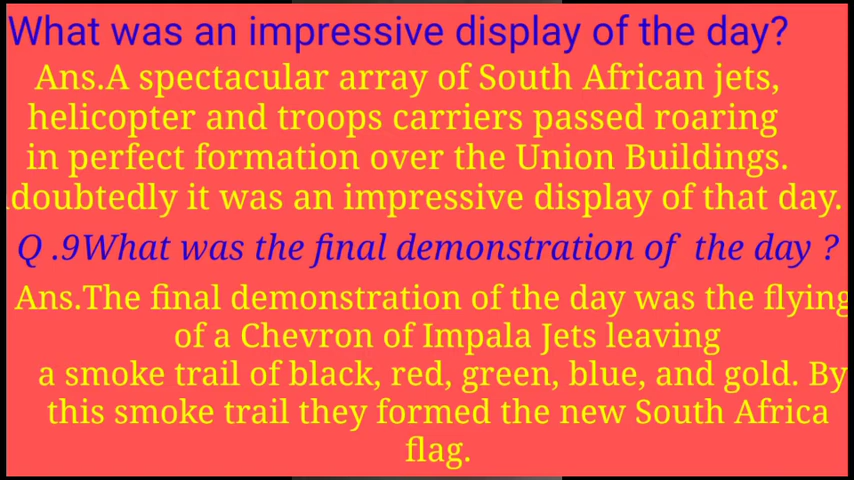 What was an impressive display of the day?
Ans.A spectacular array of South African jets,
helicopter and troops carriers passed roaring
in perfect formation over the Union Buildings.
doubtedly it was an impressive display of that day.
Q .9What was the final demonstration of the day ?
Ans.The final demonstration of the day was the flying
of a Chevron of Impala Jets leaving
a smoke trail of black, red, green, blue, and gold. By
this smoke trail they formed the new South Africa
flag.